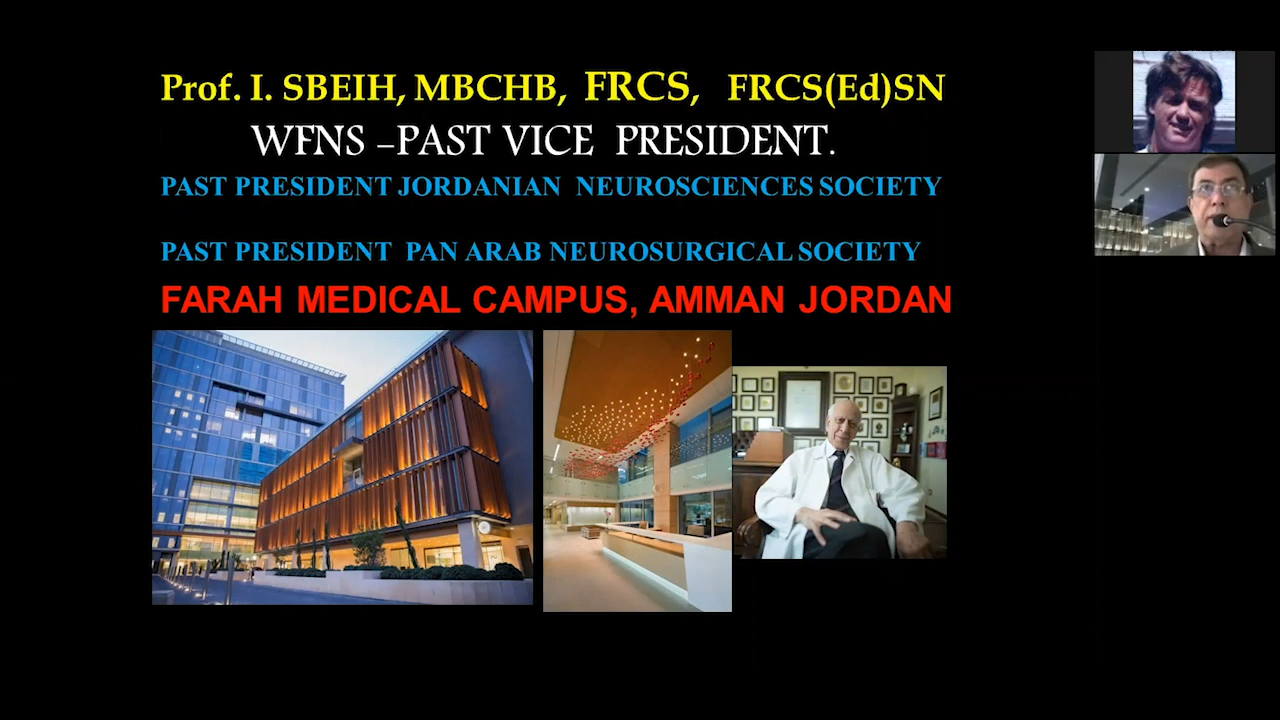 Prof. I. SBEIH, MBCHB, FRCS, FRCS(Ed)SN
WFNS –PAST VICE PRESIDENT.
PAST PRESIDENT JORDANIAN NEUROSCIENCES SOCIETY
PAST PRESIDENT PAN ARAB NEUROSURGICAL SOCIETY
FARAH MEDICAL CAMPUS, AMMAN JORDAN